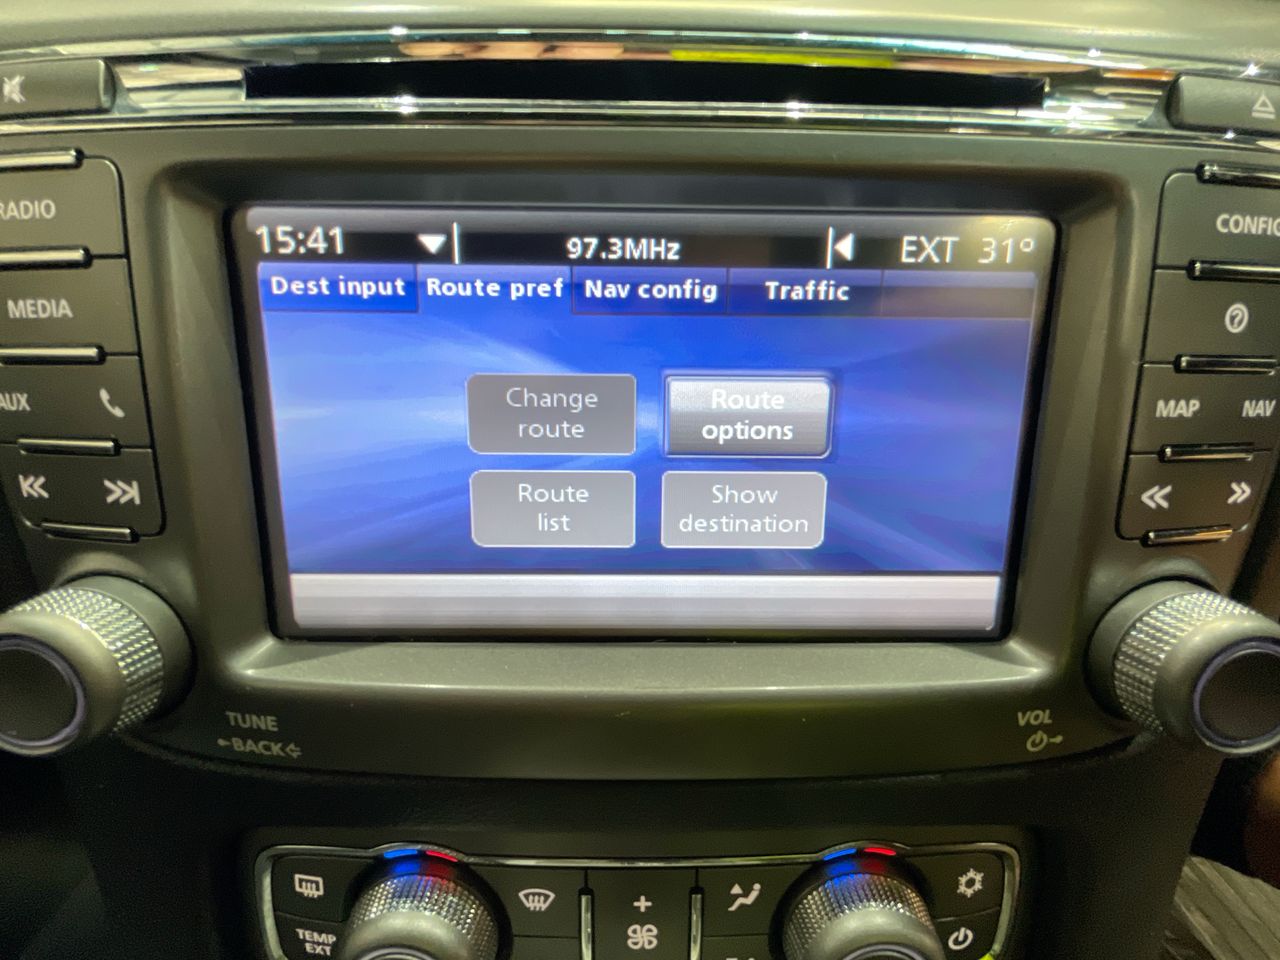 RADIO
MEDIA
AUX
15:41
97.3MHz
EXT 31°
Dest input
Route pref
Nav config
Traffic
Change
route
Route
options
Route
list
Show
destination
CONFIG
?
MAP NAV
TUNE
BACK
VOL
TEMP
EXT